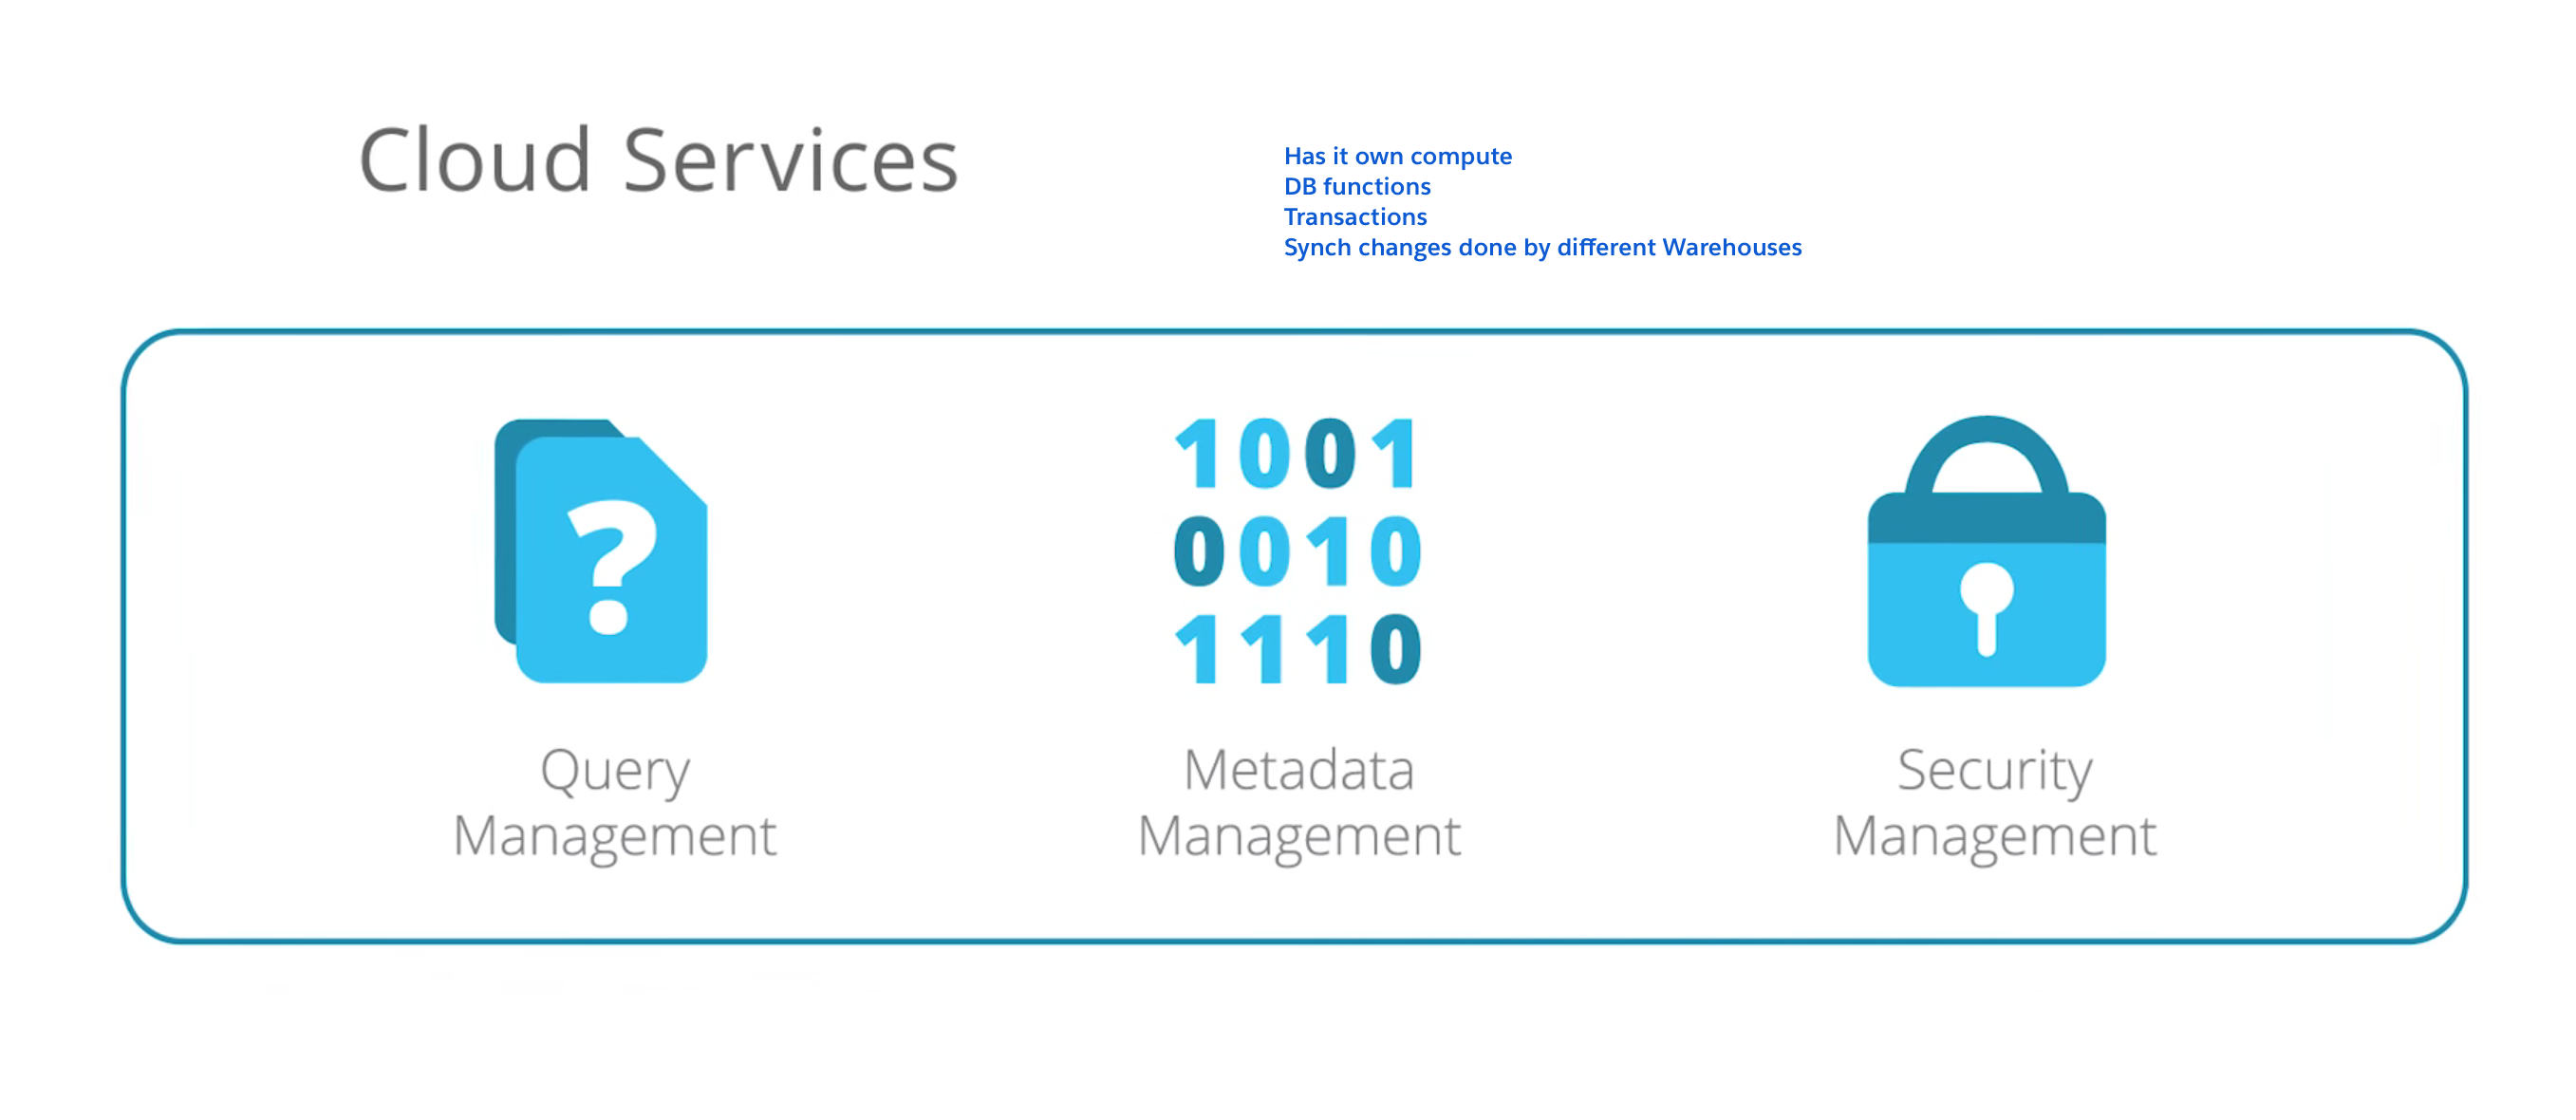 Cloud Services
Has it own compute
DB functions
Transactions
Synch changes done by different Warehouses
?
1001
0010
1110
Query
Management
Metadata
Management
Security
Management